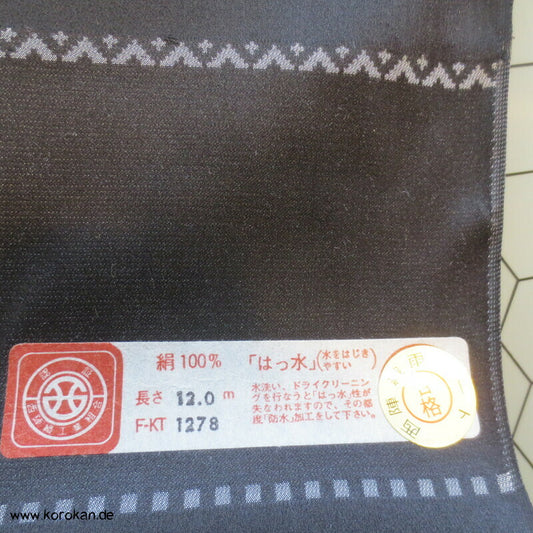 絹 100%
「はっ水」(水をはじきやすい)
長さ 12.0 m
F-KT 1278
水洗い、ドライクリーニン
グを行なうと「はっ水」性が
失なわれますので、その都
度「防水」加工をして下さい。
合格
西陣
www.korokan.de